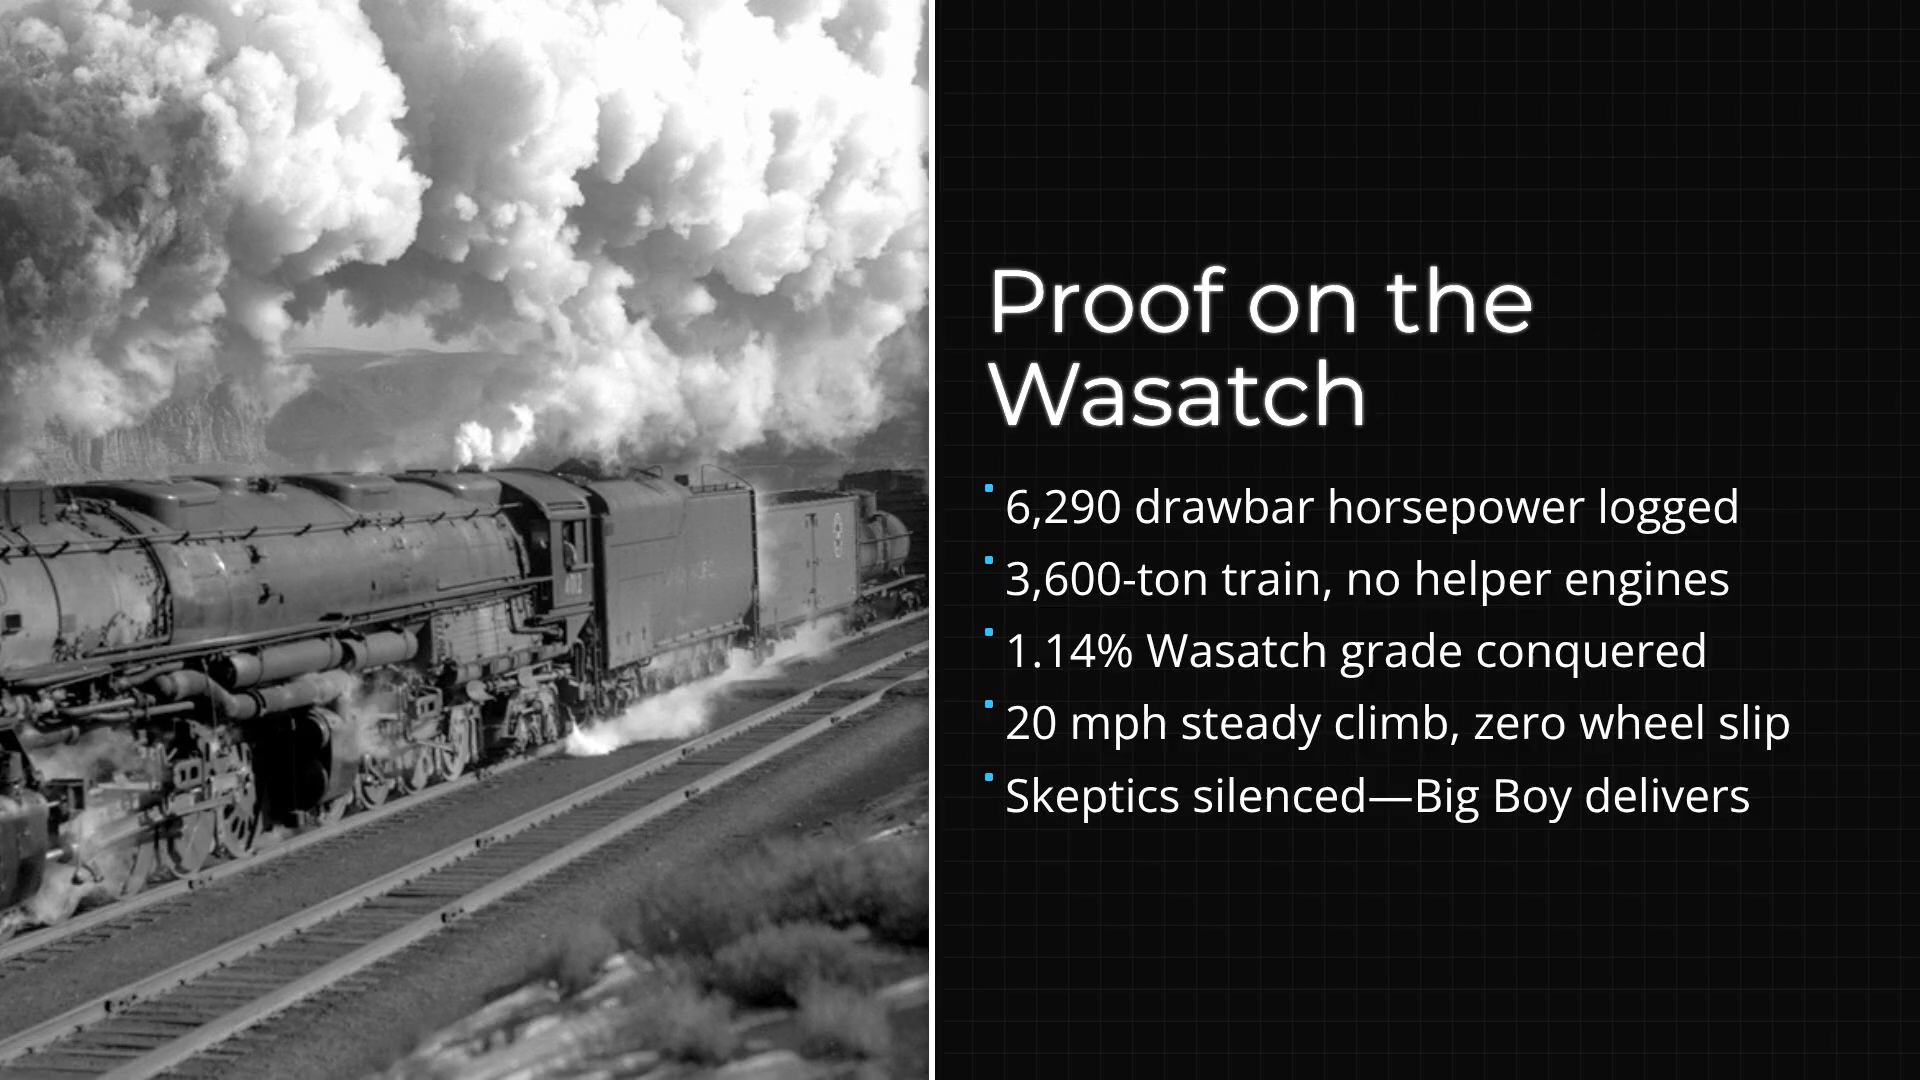 Proof on the
Wasatch
6,290 drawbar horsepower logged
3,600-ton train, no helper engines
1.14% Wasatch grade conquered
20 mph steady climb, zero wheel slip
Skeptics silenced—Big Boy delivers